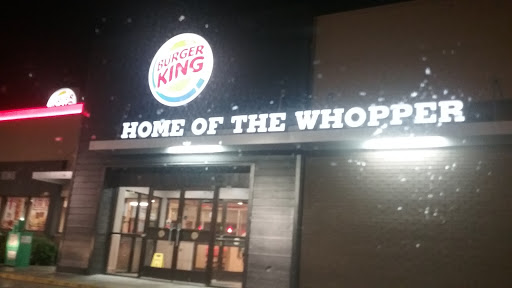 BURGER
KING
HOME OF THE WHOPPER